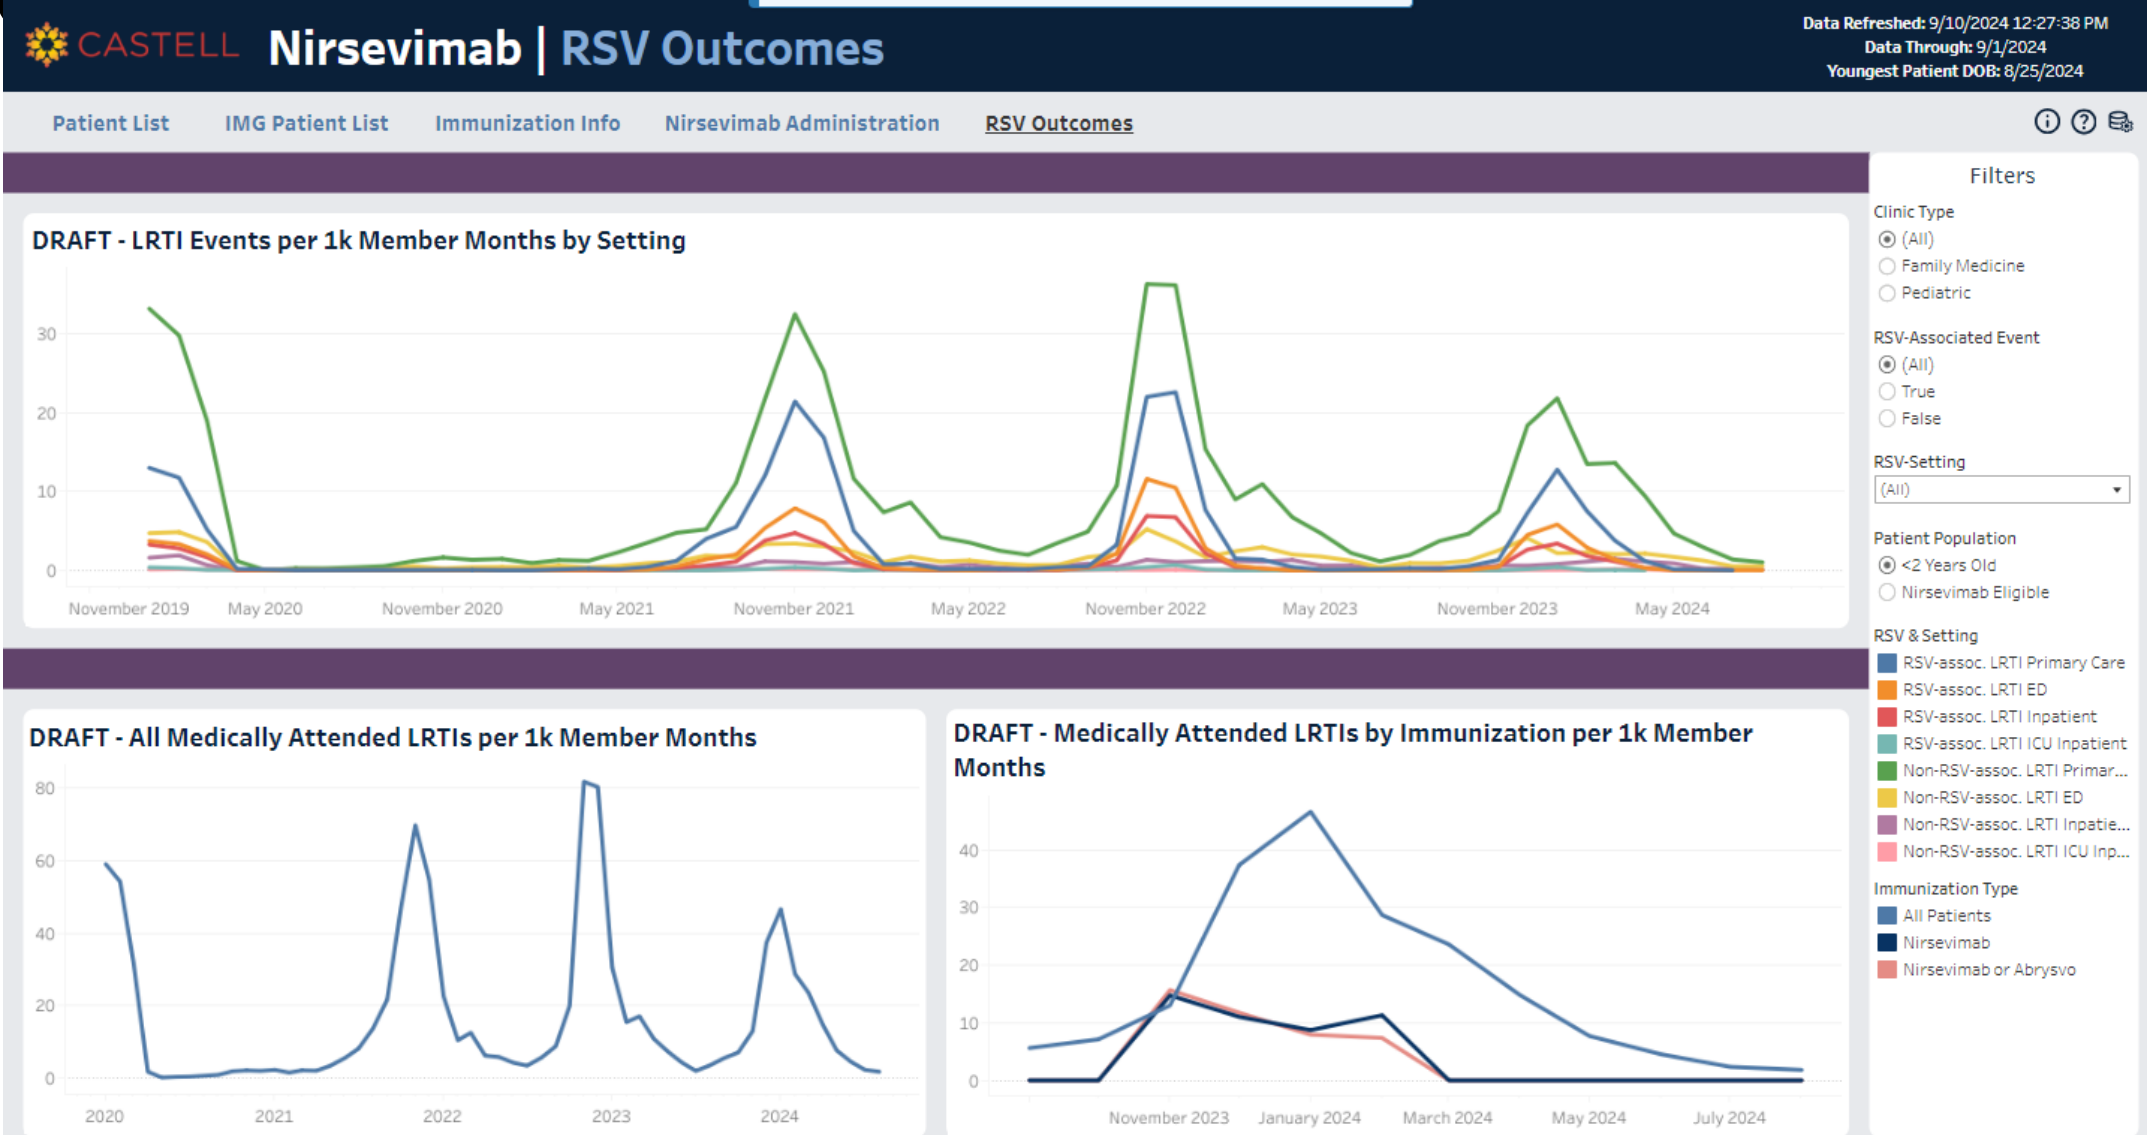 CASTELL
Nirsevimab | RSV Outcomes
Data Refreshed: 9/10/2024 12:27:38 PM
Data Through: 9/1/2024
Youngest Patient DOB: 8/25/2024
Patient List
IMG Patient List
Immunization Info
Nirsevimab Administration
RSV Outcomes
DRAFT - LRTI Events per 1k Member Months by Setting
30
20
10
0
November 2019
May 2020
November 2020
May 2021
November 2021
May 2022
November 2022
May 2023
November 2023
May 2024
DRAFT - All Medically Attended LRTIs per 1k Member Months
80
60
40
20
0
2020
2021
2022
2023
2024
DRAFT - Medically Attended LRTIs by Immunization per 1k Member
Months
40
30
20
10
0
November 2023
January 2024
March 2024
May 2024
July 2024
Filters
Clinic Type
(All)
Family Medicine
Pediatric
RSV-Associated Event
(All)
True
False
RSV-Setting
(All)
Patient Population
<2 Years Old
Nirsevimab Eligible
RSV & Setting
RSV-assoc. LRTI Primary Care
RSV-assoc. LRTI ED
RSV-assoc. LRTI Inpatient
RSV-assoc. LRTI ICU Inpatient
Non-RSV-assoc. LRTI Primar...
Non-RSV-assoc. LRTI ED
Non-RSV-assoc. LRTI Inpatie...
Non-RSV-assoc. LRTI ICU Inp...
Immunization Type
All Patients
Nirsevimab
Nirsevimab or Abrysvo